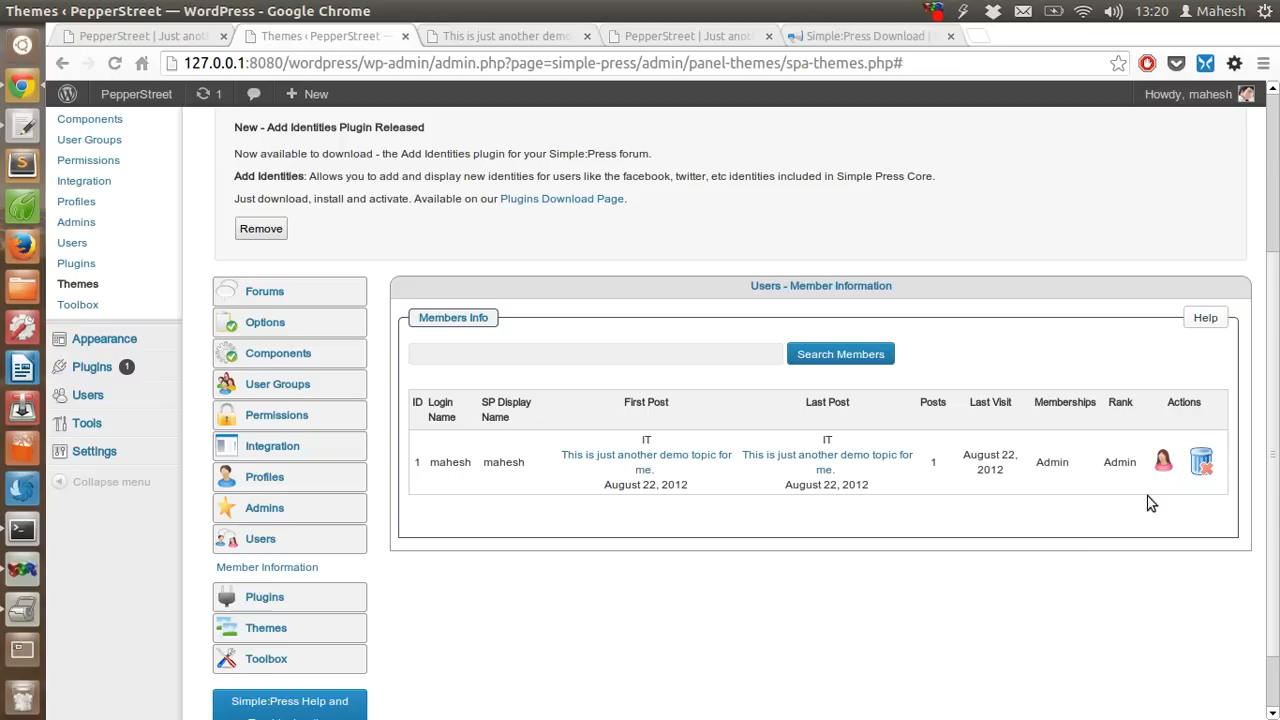 Themes ‹ PepperStreet — WordPress - Google Chrome
13:20 Mahesh
PepperStreet | Just anot
Themes ‹ PepperStreet —
This is just another demo
PepperStreet | Just anot
Simple:Press Download |
127.0.0.1:8080/wordpress/wp-admin/admin.php?page=simple-press/admin/panel-themes/spa-themes.php#
PepperStreet 1 New
Howdy, mahesh
Components
User Groups
Permissions
Integration
Profiles
Admins
Users
Plugins
Themes
Toolbox
Appearance
Plugins 1
Users
Tools
Settings
Collapse menu
New - Add Identities Plugin Released
Now available to download - the Add Identities plugin for your Simple:Press forum.
Add Identities: Allows you to add and display new identities for users like the facebook, twitter, etc identities included in Simple Press Core.
Just download, install and activate. Available on our Plugins Download Page.
Remove
Forums
Options
Components
User Groups
Permissions
Integration
Profiles
Admins
Users
Member Information
Plugins
Themes
Toolbox
Simple:Press Help and
Users - Member Information
Members Info
Help
Search Members
ID Login Name SP Display Name First Post Last Post Posts Last Visit Memberships Rank Actions
IT IT
1 mahesh mahesh This is just another demo topic for me. This is just another demo topic for me. 1 August 22, 2012 Admin Admin
August 22, 2012 August 22, 2012